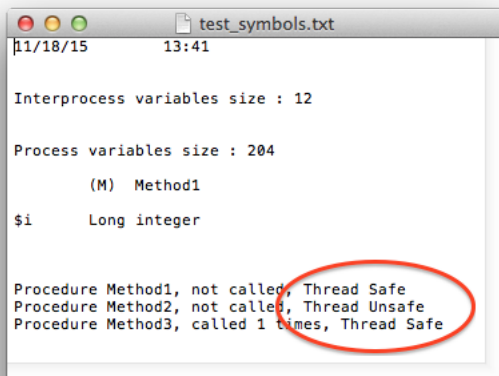 test_symbols.txt
11/18/15 13:41
Interprocess variables size : 12
Process variables size : 204
(M) Method1
$i Long integer
Procedure Method1, not called, Thread Safe
Procedure Method2, not called, Thread Unsafe
Procedure Method3, called 1 times, Thread Safe